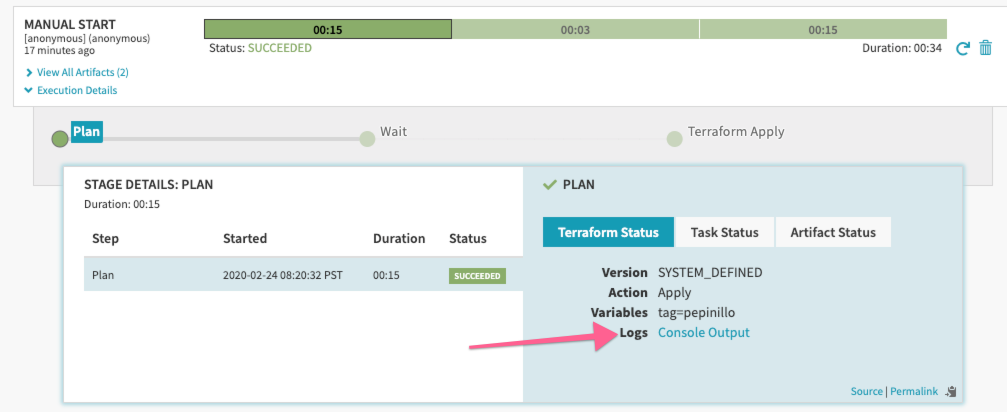 MANUAL START
[anonymous] (anonymous)
17 minutes ago
00:15
00:03
00:15
Status: SUCCEEDED
Duration: 00:34
View All Artifacts (2)
Execution Details
Plan
Wait
Terraform Apply
STAGE DETAILS: PLAN
Duration: 00:15
Step Started Duration Status
Plan 2020-02-24 08:20:32 PST 00:15 SUCCEEDED
PLAN
Terraform Status Task Status Artifact Status
Version SYSTEM_DEFINED
Action Apply
Variables tag=pepinillo
Logs Console Output
Source | Permalink